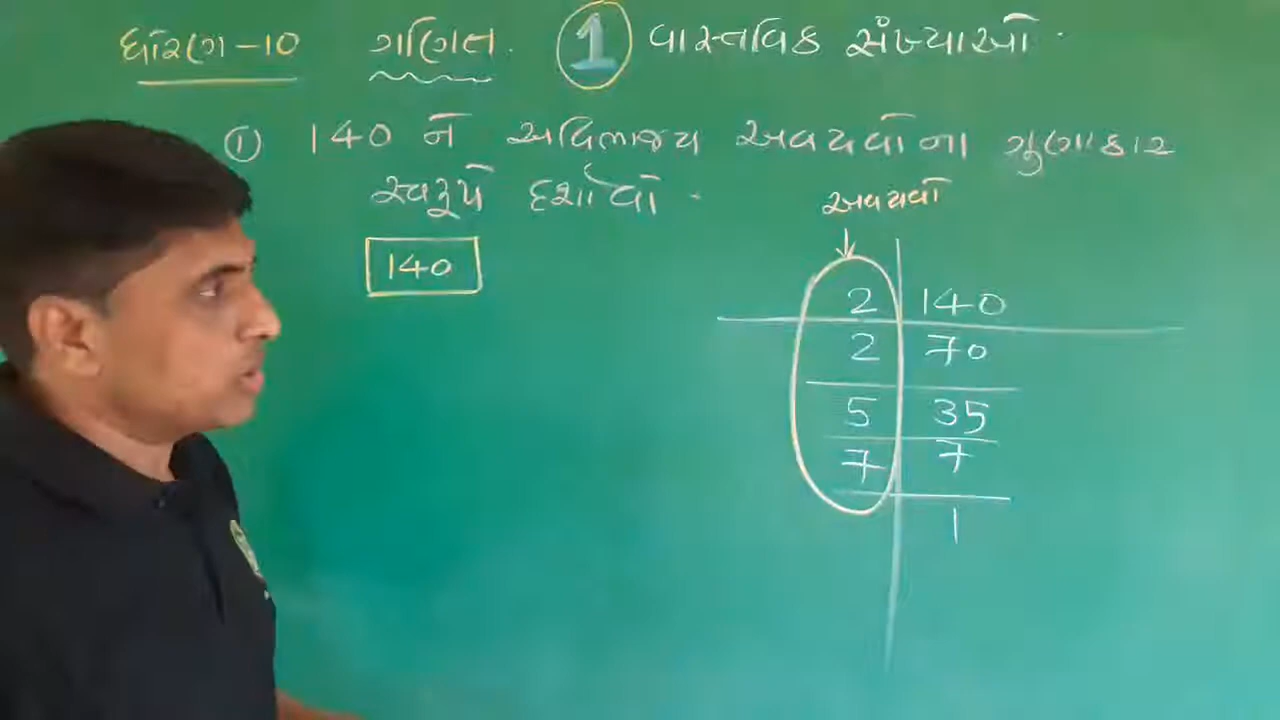 ધોરણ-10 ગણિત. 1 વાસ્તવિક સંખ્યાઓ.
① 140 ને અવિભાજ્ય અવયવોના ગુણાકાર
સ્વરૂપે દર્શાવો.
અવયવો
140
2 140
2 70
5 35
7 7
1